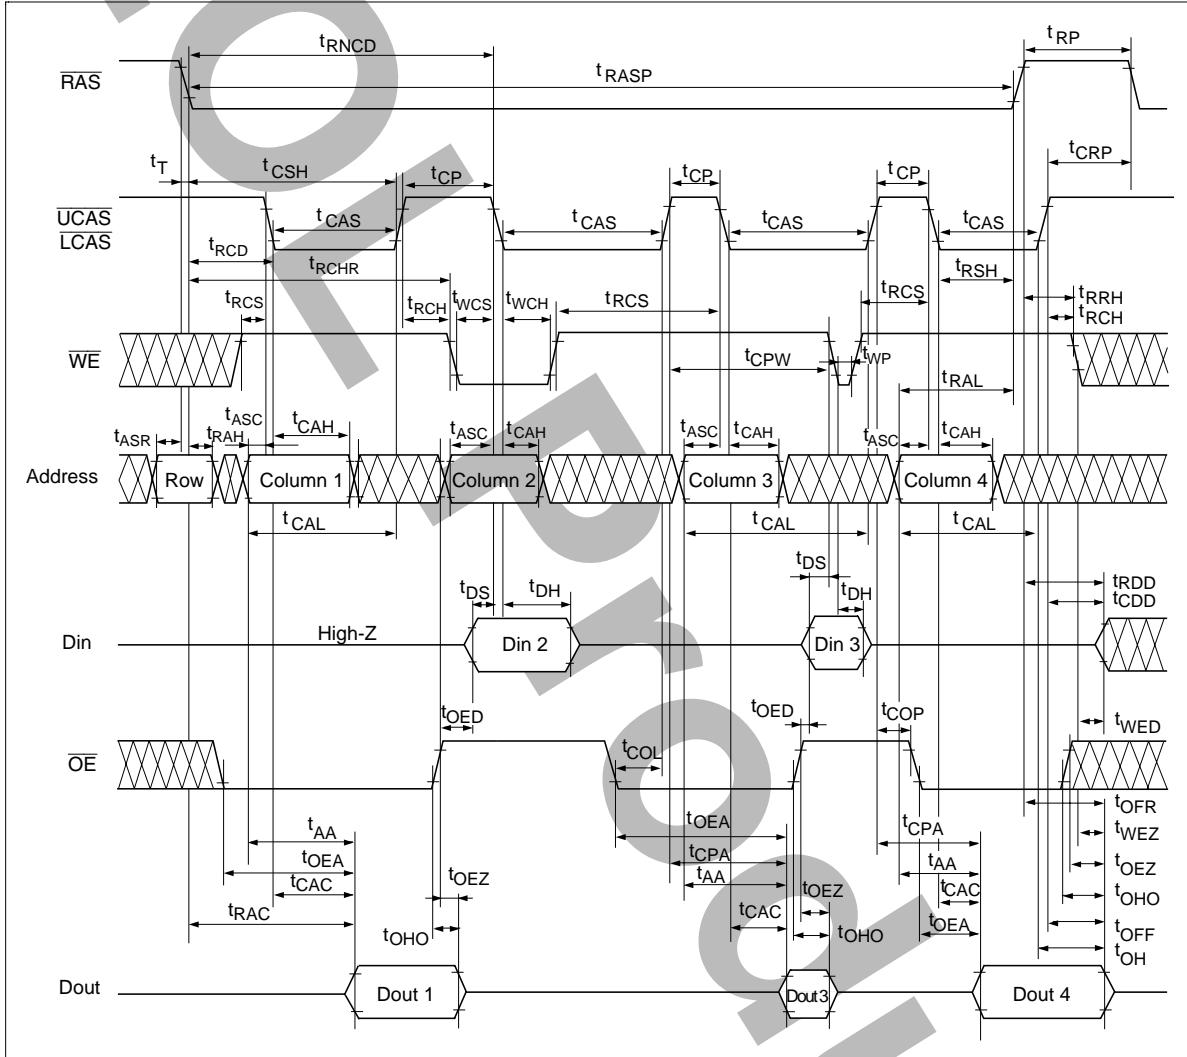 tRNCD
tRP
RAS
tRASP
tT
tCSH
tCP
tCP
tCP
tCRP
UCAS
LCAS
tCAS
tCAS
tCAS
tCAS
tRCD
tRCHR
tRSH
tRCS
tRCH
tWCS
tWCH
tRCS
tRCS
tRRH
tRCH
WE
tCPW
tWP
tRAL
tASR
tRAH
tASC
tCAH
tASC
tCAH
tASC
tCAH
tASC
tCAH
Address
Row
Column 1
Column 2
Column 3
Column 4
tCAL
tCAL
tCAL
tDS
tDH
tDS
tDH
tRDD
tCDD
Din
High-Z
Din 2
Din 3
tOED
tOED
tCOP
tWED
OE
tCOL
tOFR
tAA
tOEA
tCPA
tWEZ
tOEA
tCPA
tAA
tOEZ
tCAC
tOEZ
tAA
tOEZ
tCAC
tOHO
tRAC
tCAC
tOEA
tOHO
tOHO
tOFF
tOH
Dout
Dout 1
Dout3
Dout 4
OL Prod